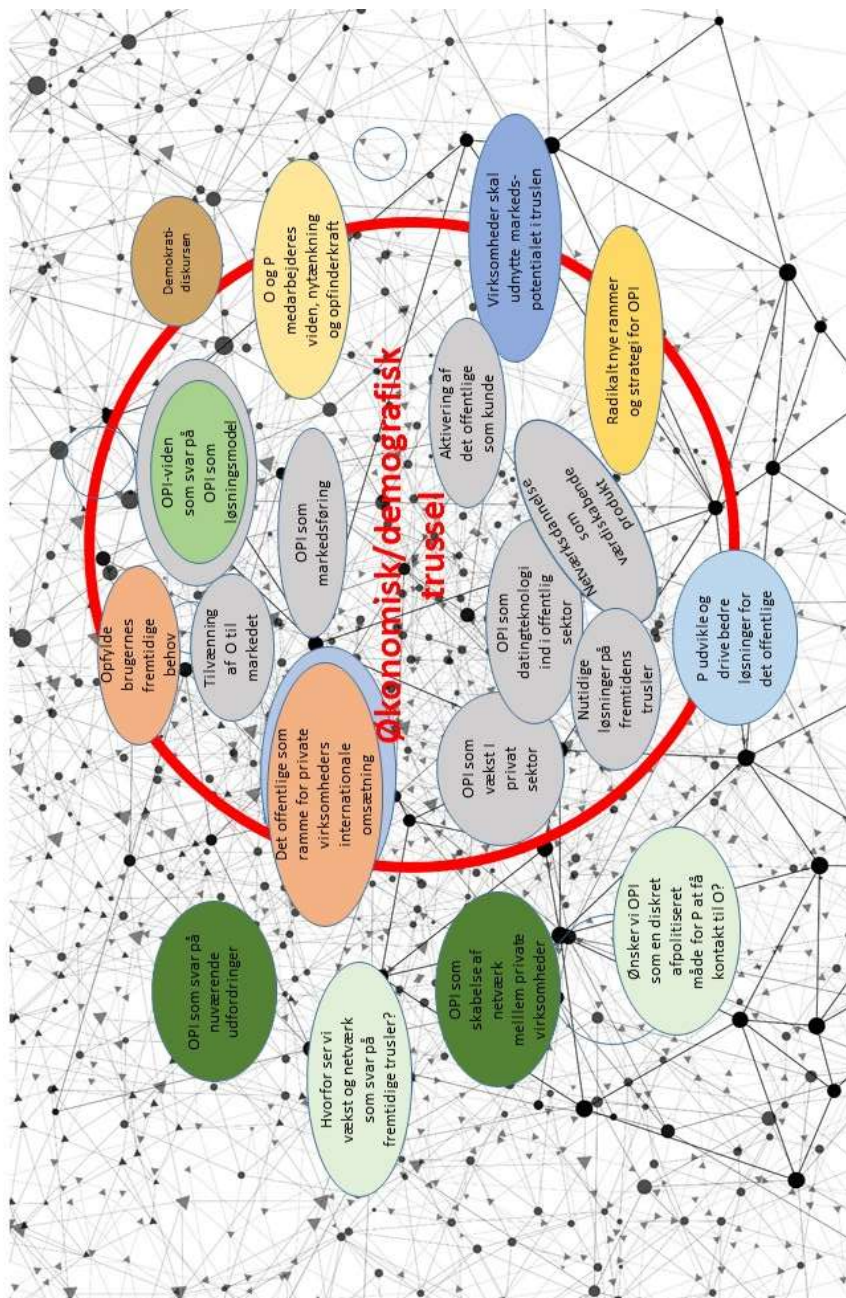 OPI som svar på
nuværende
udfordringer
Opfylde
brugernes
fremtidige
behov
OPI-viden
som svar på
OPI som
løsningsmodel
Demokrati-
diskursen
Tilvænning
af O til
markedet
Hvorfor ser vi
vækst og netværk
som svar på
fremtidige trusler?
Det offentlige som
ramme for private
virksomheders
internationale
omsætning
OPI som
markedsføring
O og P
medarbejderes
viden, nytænkning
og opfinderkraft
Økonomisk/demografisk
trussel
OPI som
skabelse af
netværk
melllem private
virksomheder
OPI som
vækst I
privat
sektor
OPI som
datingteknologi
ind i offentlig
sektor
Aktivering af
det offentlige
som kunde
Virksomheder skal
udnytte markeds-
potentialet i truslen
Nutidige
løsninger på
fremtidens
trusler
Netværksdannelse
som
værdiskabende
produkt
Radikalt nye rammer
og strategi for OPI
Ønsker vi OPI
som en diskret
afpolitiseret
måde for P at få
kontakt til O?
P udvikle og
drive bedre
løsninger for
det offentlige